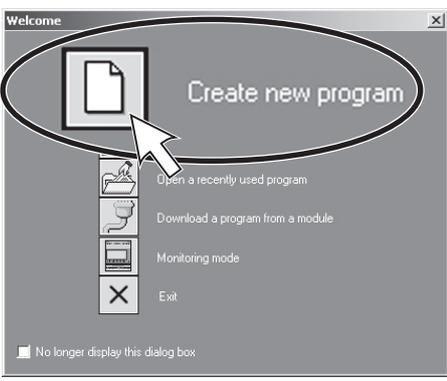 Welcome
Create new program
Open a recently used program
Download a program from a module
Monitoring mode
Exit
No longer display this dialog box